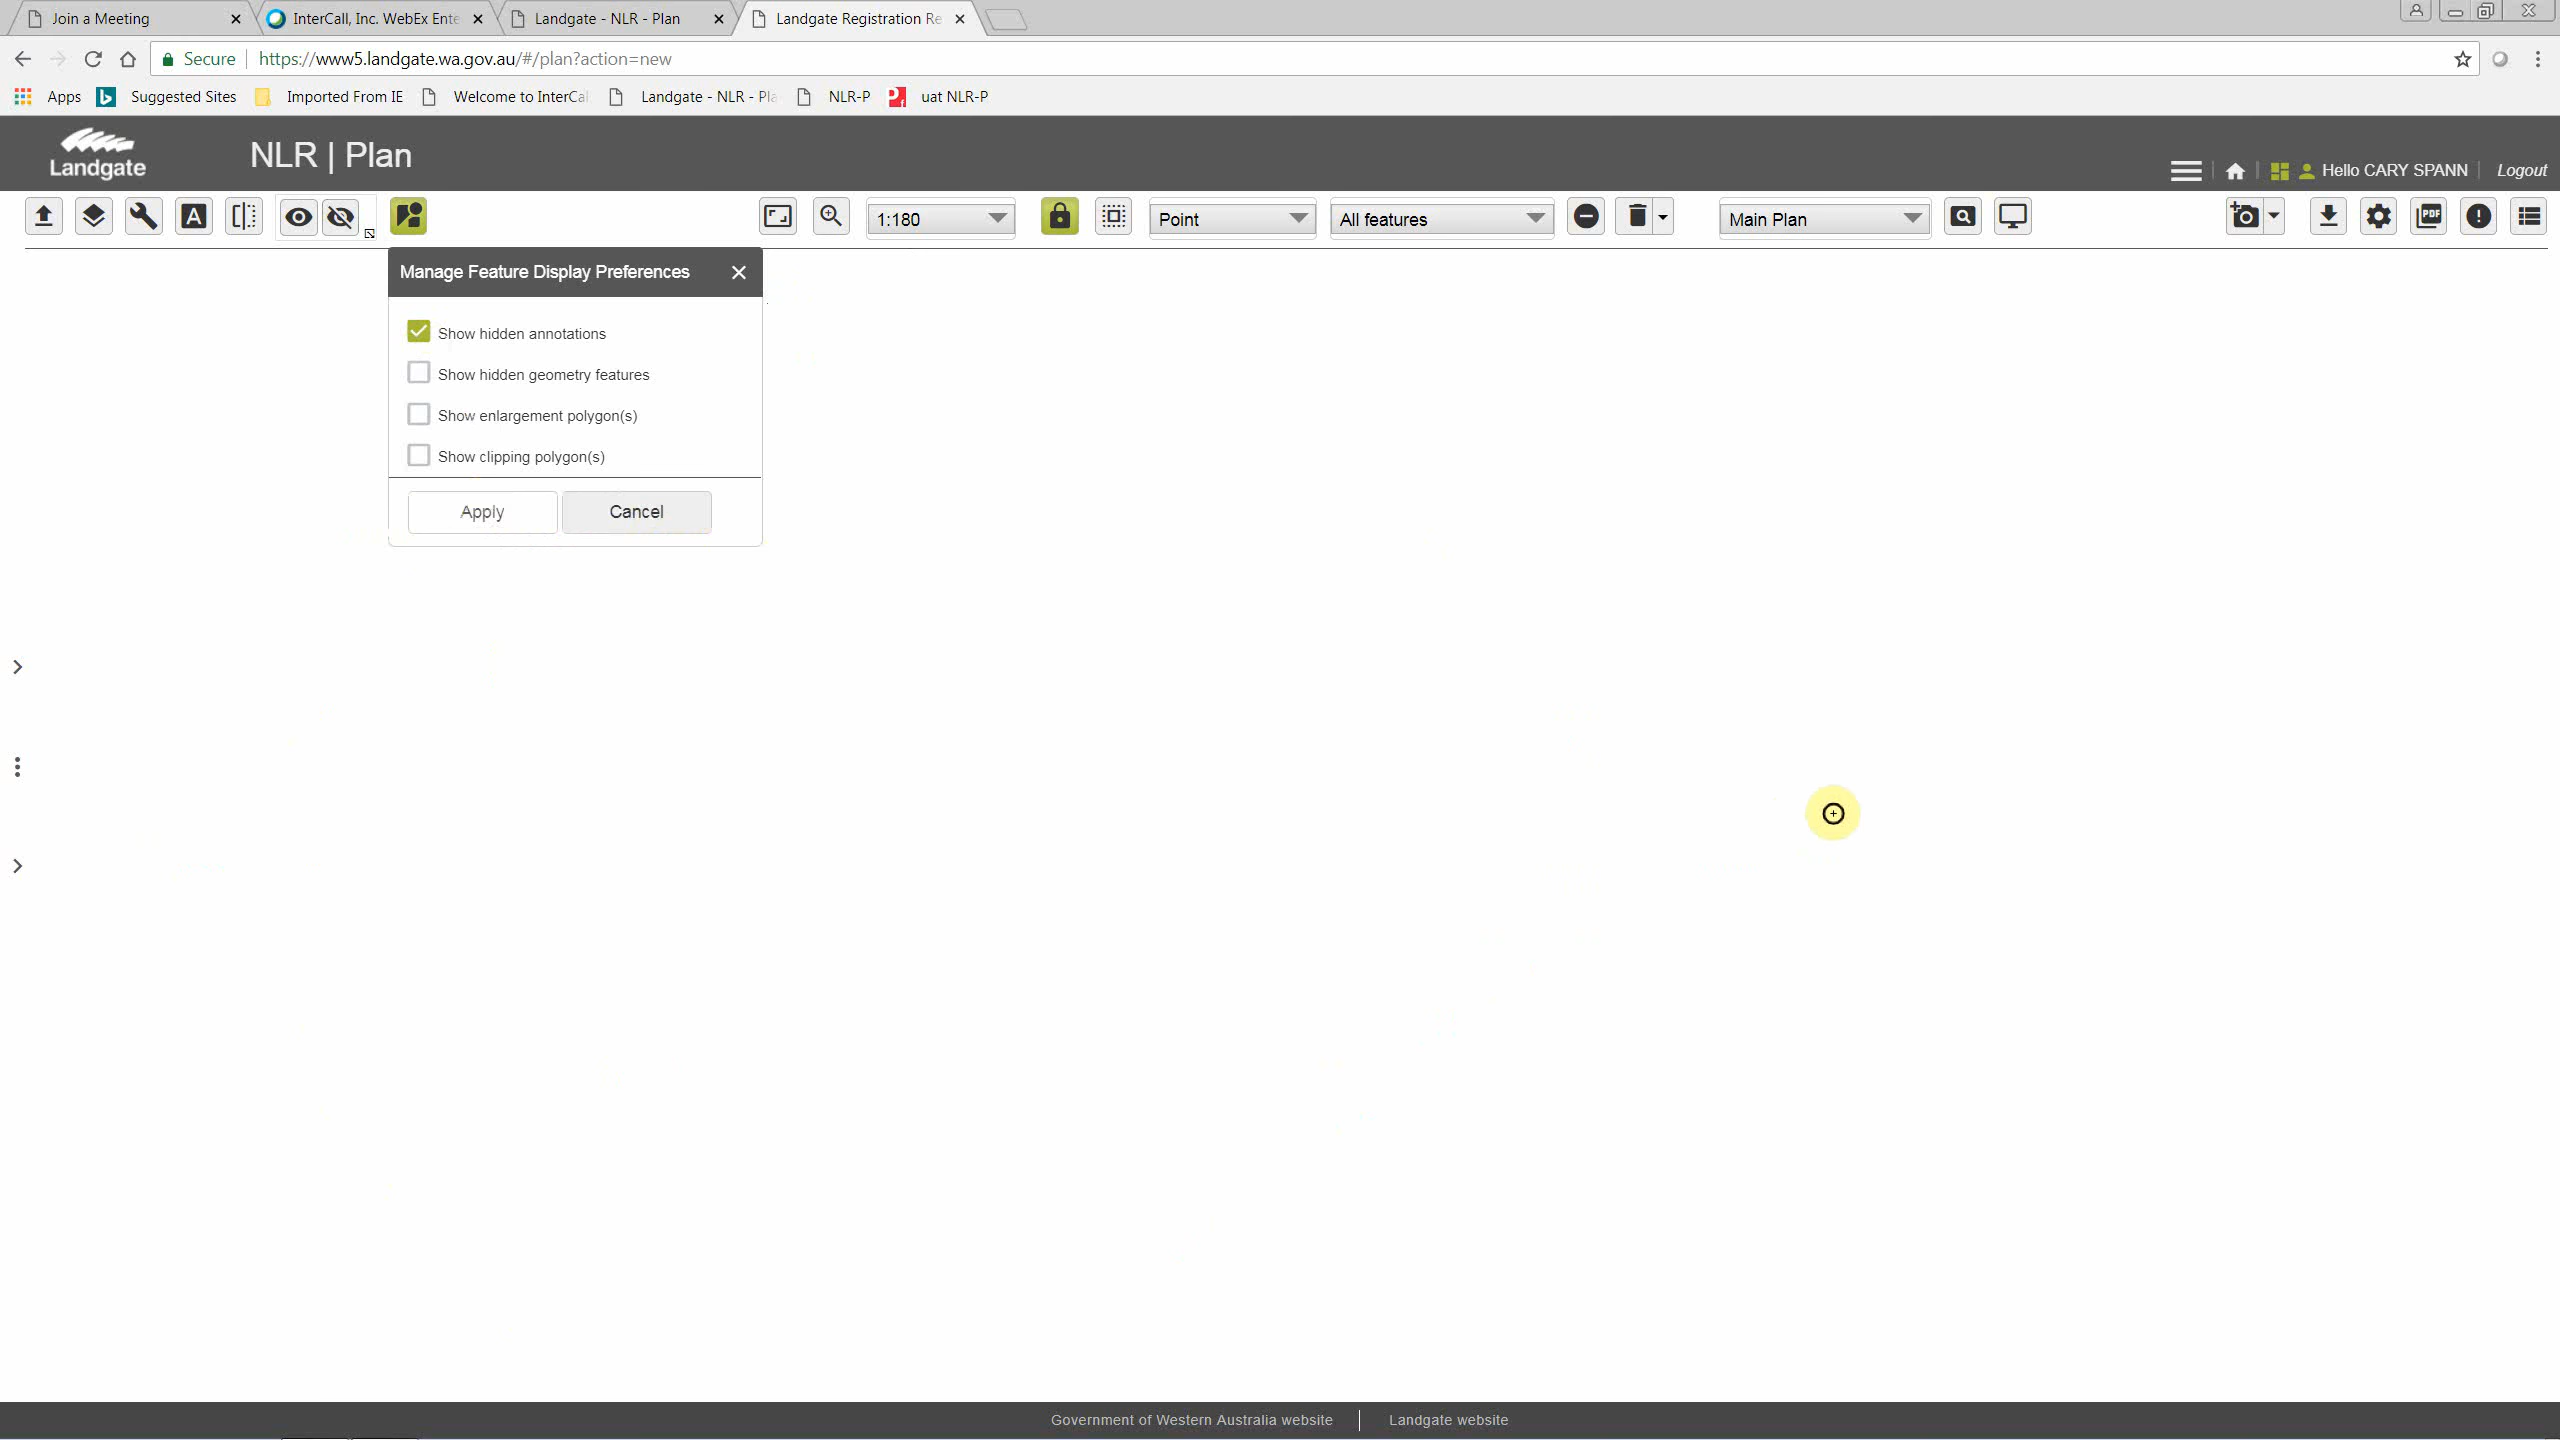 Join a Meeting
InterCall, Inc. WebEx Ente
Landgate - NLR - Plan
Landgate Registration Re
Secure
https://www5.landgate.wa.gov.au/#/plan?action=new
Apps
Suggested Sites
Imported From IE
Welcome to InterCal
Landgate - NLR - Pla
NLR-P
uat NLR-P
Landgate
NLR | Plan
Hello CARY SPANN
Logout
A
1:180
Point
All features
Main Plan
PDF
Manage Feature Display Preferences
Show hidden annotations
Show hidden geometry features
Show enlargement polygon(s)
Show clipping polygon(s)
Apply
Cancel
Government of Western Australia website
Landgate website